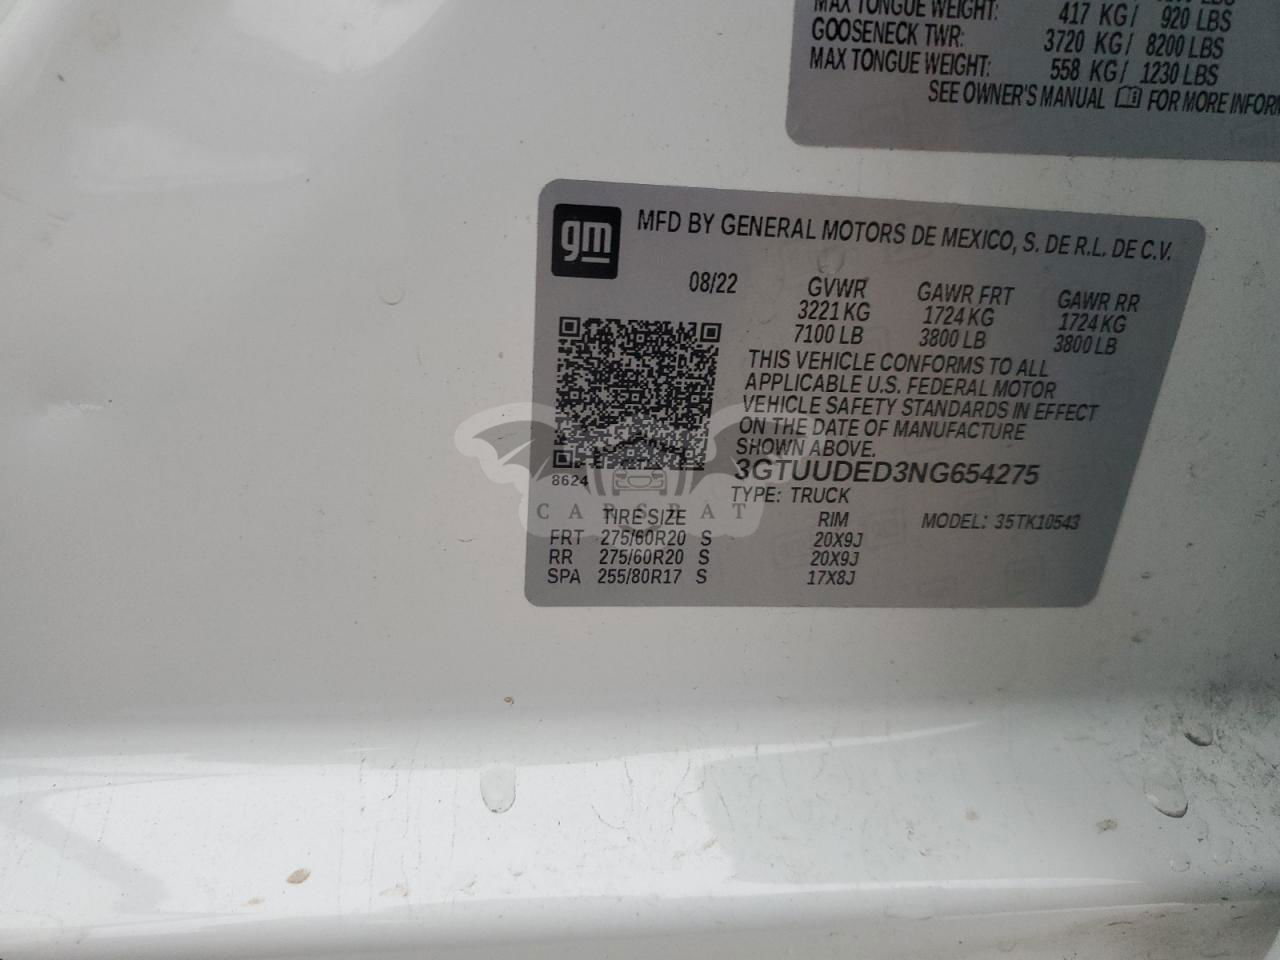 MAX TONGUE WEIGHT: 417 KG/ 920 LBS
GOOSENECK TWR: 3720 KG/ 8200 LBS
MAX TONGUE WEIGHT: 558 KG/ 1230 LBS
SEE OWNER'S MANUAL FOR MORE INFOR
gm
MFD BY GENERAL MOTORS DE MEXICO, S. DE R.L. DE C.V.
08/22 GVWR GAWR FRT GAWR RR
3221 KG 1724 KG 1724 KG
7100 LB 3800 LB 3800 LB
THIS VEHICLE CONFORMS TO ALL
APPLICABLE U.S. FEDERAL MOTOR
VEHICLE SAFETY STANDARDS IN EFFECT
ON THE DATE OF MANUFACTURE
SHOWN ABOVE.
3GTUUDED3NG654275
8624
TYPE: TRUCK
CARSBAT
TIRE SIZE RIM MODEL: 35TK10543
FRT 275/60R20 S 20X9J
RR 275/60R20 S 20X9J
SPA 255/80R17 S 17X8J